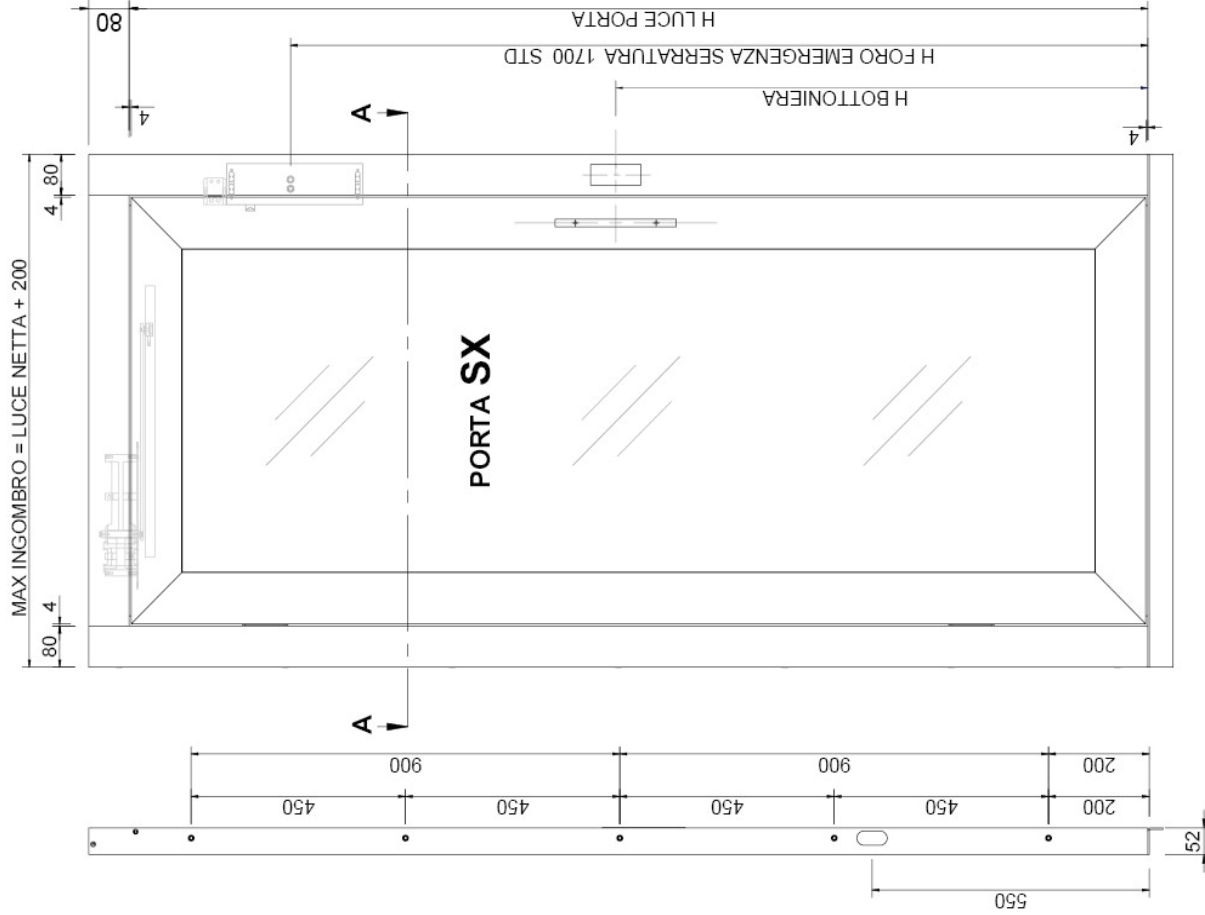 80
H LUCE PORTA
H FORO EMERGENZA SERRATURA 1700 STD
H BOTTONIERA
4
4
A
80
4
MAX INGOMBRO = LUCE NETTA + 200
PORTA SX
4
80
A
900
900
200
450
450
450
450
200
52
550